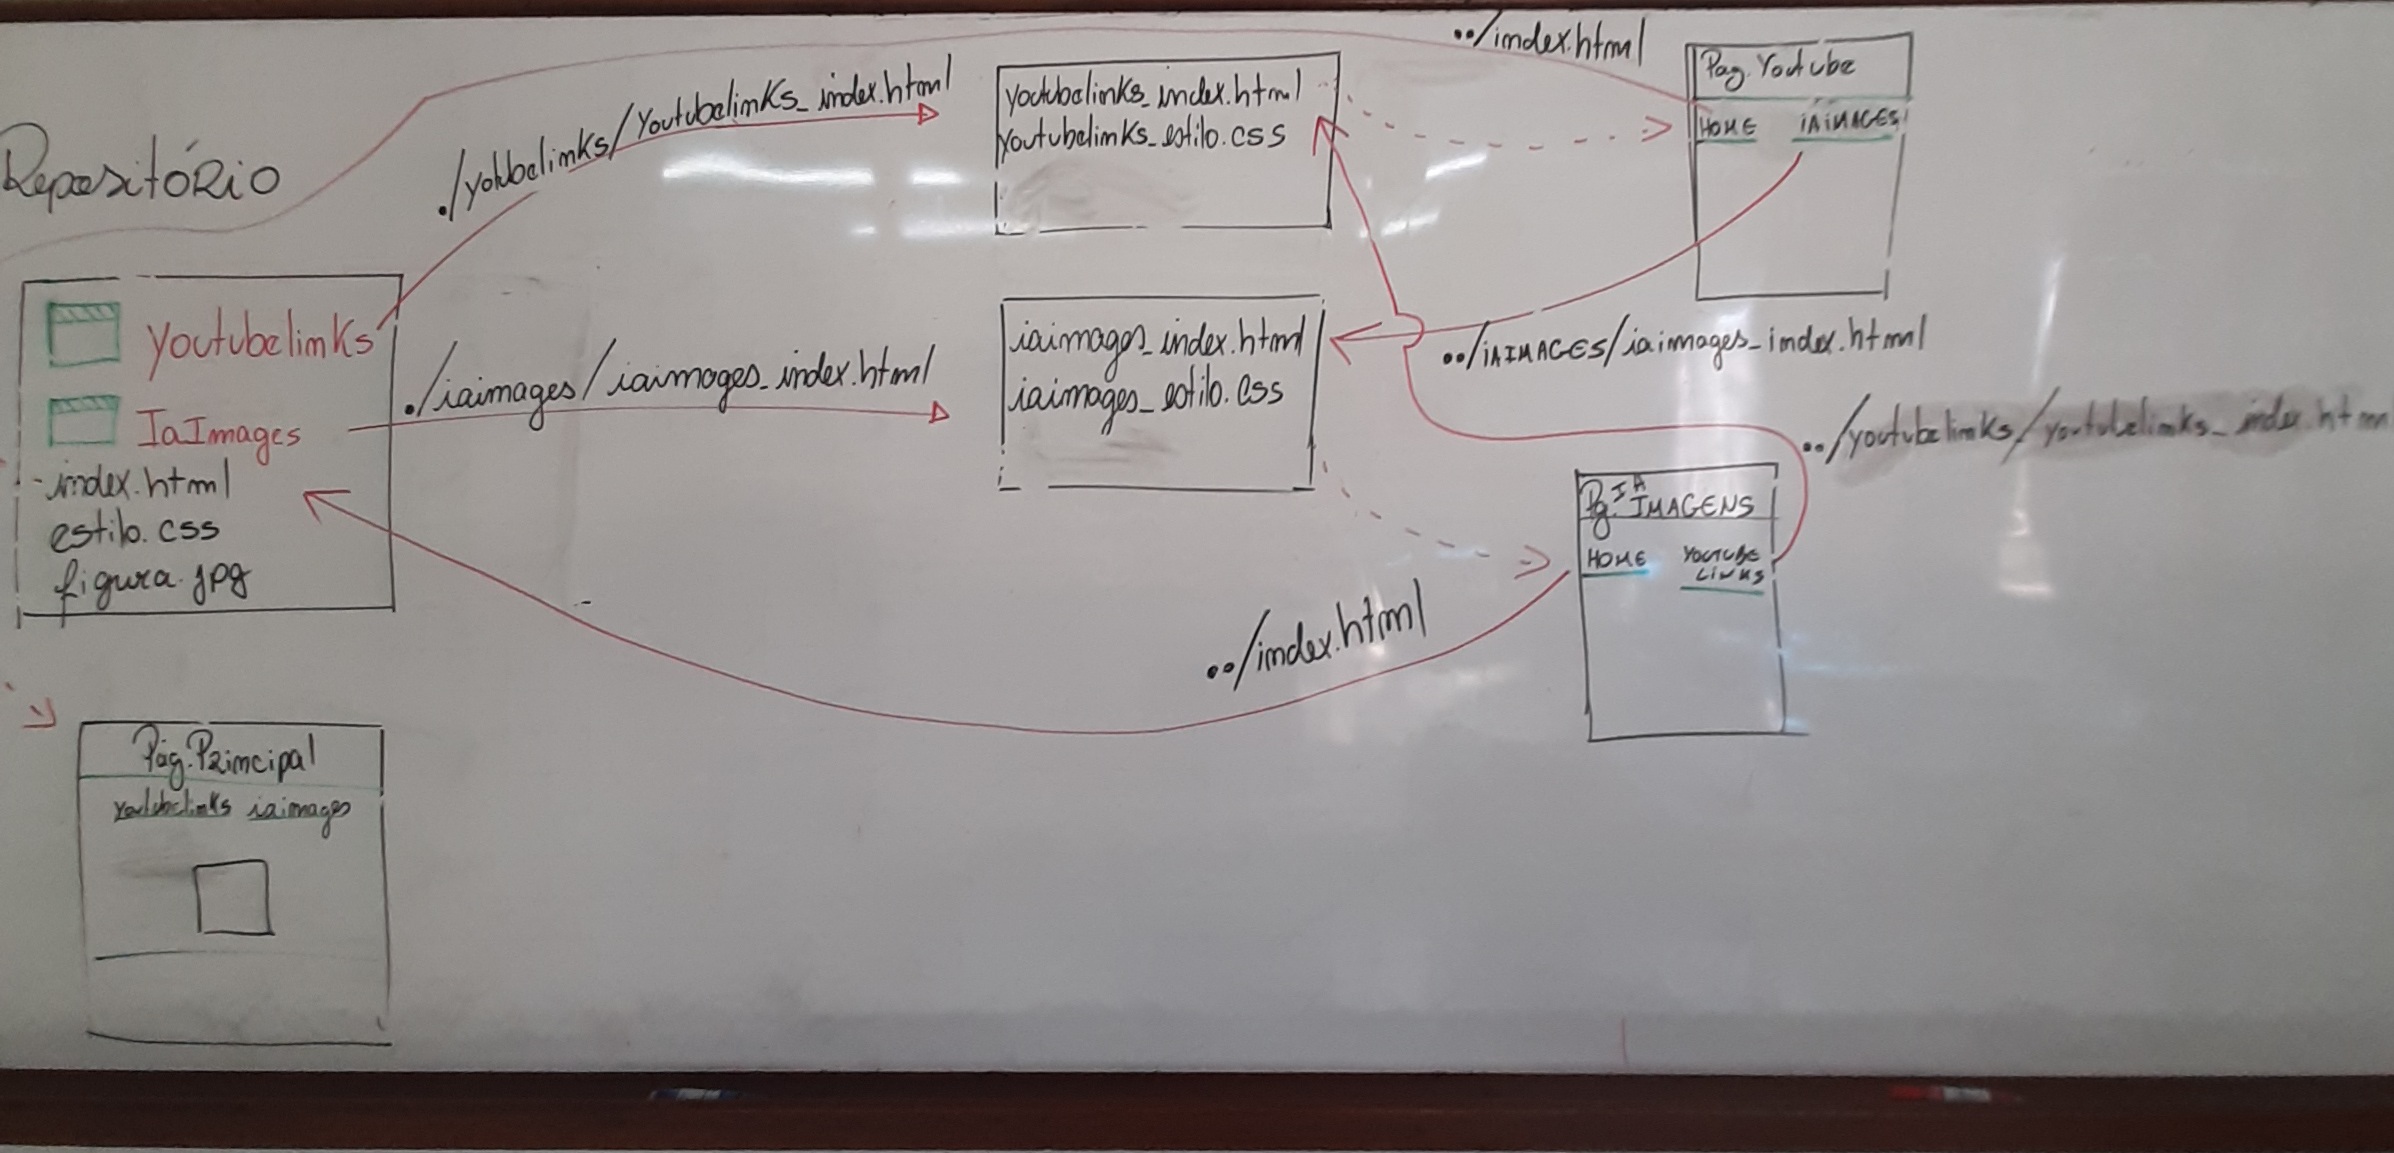 Repositório
./youtubelinks/Youtubelinks_index.html
youtubelinks_index.html
youtubelinks_estilo.css
../index.html
Pag. Youtube
HOME iAiMAGES
Youtubelinks
IaImages
index.html
estilo.css
figura.jpg
./iaimages/iaimages_index.html
iaimages_index.html
iaimages_estilo.css
../iAIMAGES/iaimages_index.html
../youtubelinks/youtubelinks_index.html
Pg. IA IMAGENS
HOME YOUTUBE
LINKS
../index.html
Pág. Principal
youtubelinks iaimages